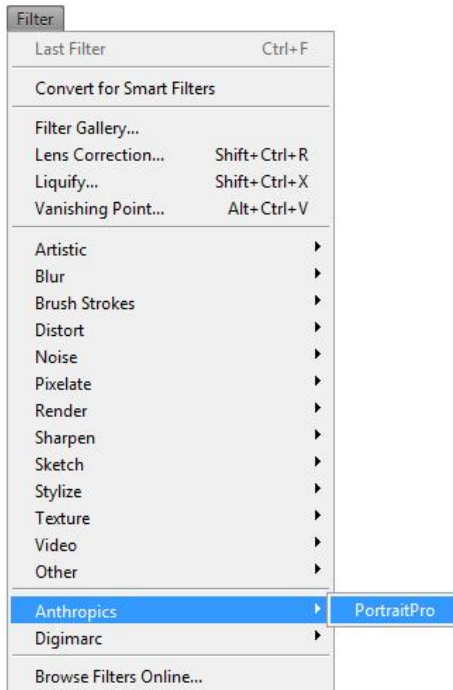 Filter
Last Filter Ctrl+F
Convert for Smart Filters
Filter Gallery...
Lens Correction... Shift+Ctrl+R
Liquify... Shift+Ctrl+X
Vanishing Point... Alt+Ctrl+V
Artistic
Blur
Brush Strokes
Distort
Noise
Pixelate
Render
Sharpen
Sketch
Stylize
Texture
Video
Other
Anthropics PortraitPro
Digimarc
Browse Filters Online...